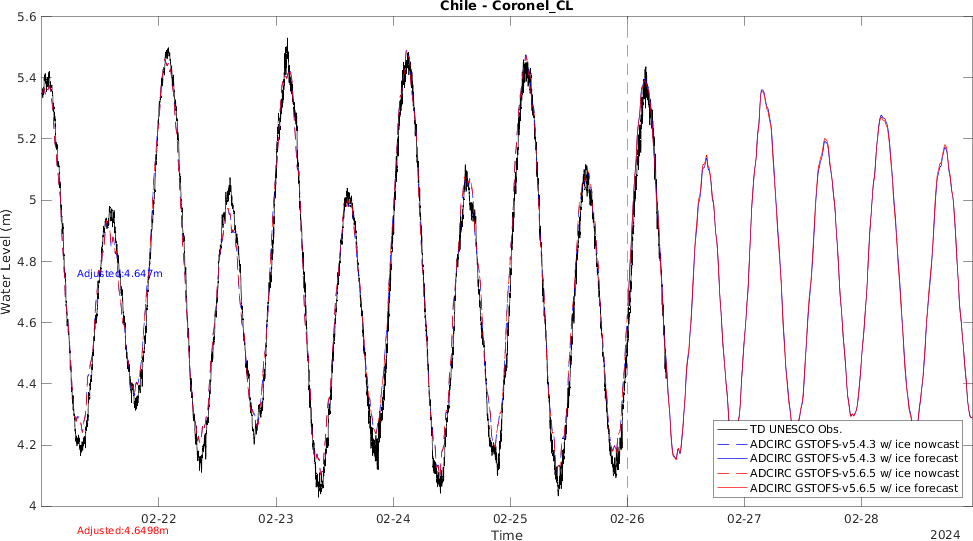 Chile - Coronel_CL
5.6
5.4
5.2
5
4.8
4.6
4.4
4.2
4
Water Level (m)
Adjusted:4.647m
Adjusted:4.6498m
TD UNESCO Obs.
ADCIRC GSTOFS-v5.4.3 w/ ice nowcast
ADCIRC GSTOFS-v5.4.3 w/ ice forecast
ADCIRC GSTOFS-v5.6.5 w/ ice nowcast
ADCIRC GSTOFS-v5.6.5 w/ ice forecast
02-22 02-23 02-24 02-25 02-26 02-27 02-28
Time
2024